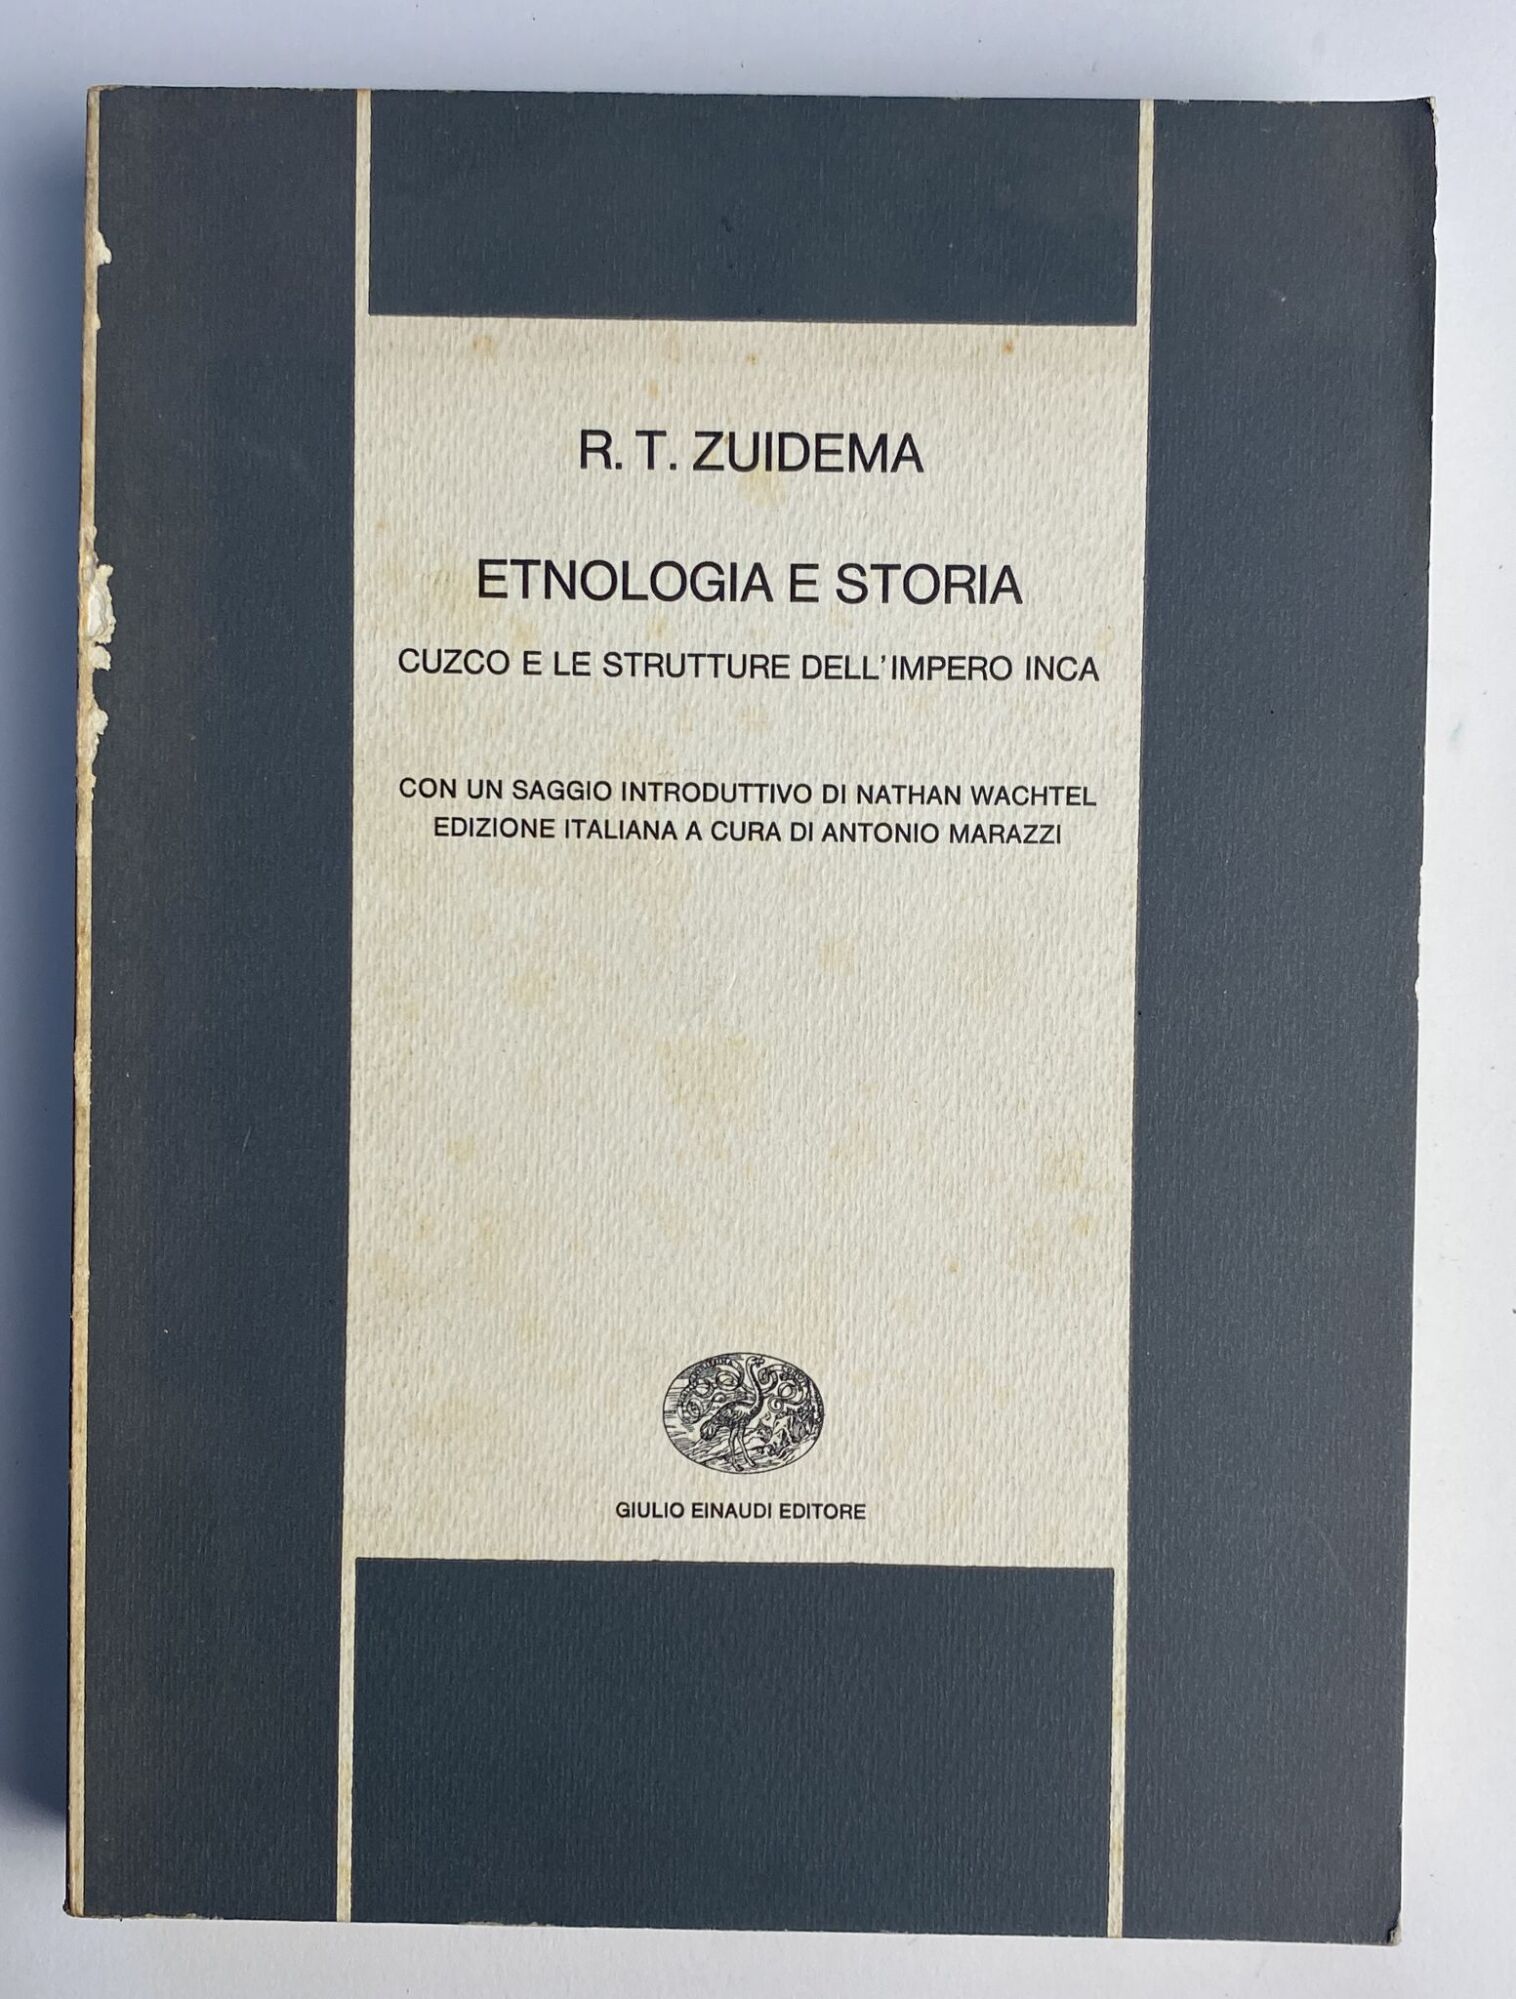 R. T. ZUIDEMA
ETNOLOGIA E STORIA
CUZCO E LE STRUTTURE DELL'IMPERO INCA
CON UN SAGGIO INTRODUTTIVO DI NATHAN WACHTEL
EDIZIONE ITALIANA A CURA DI ANTONIO MARAZZI
GIULIO EINAUDI EDITORE